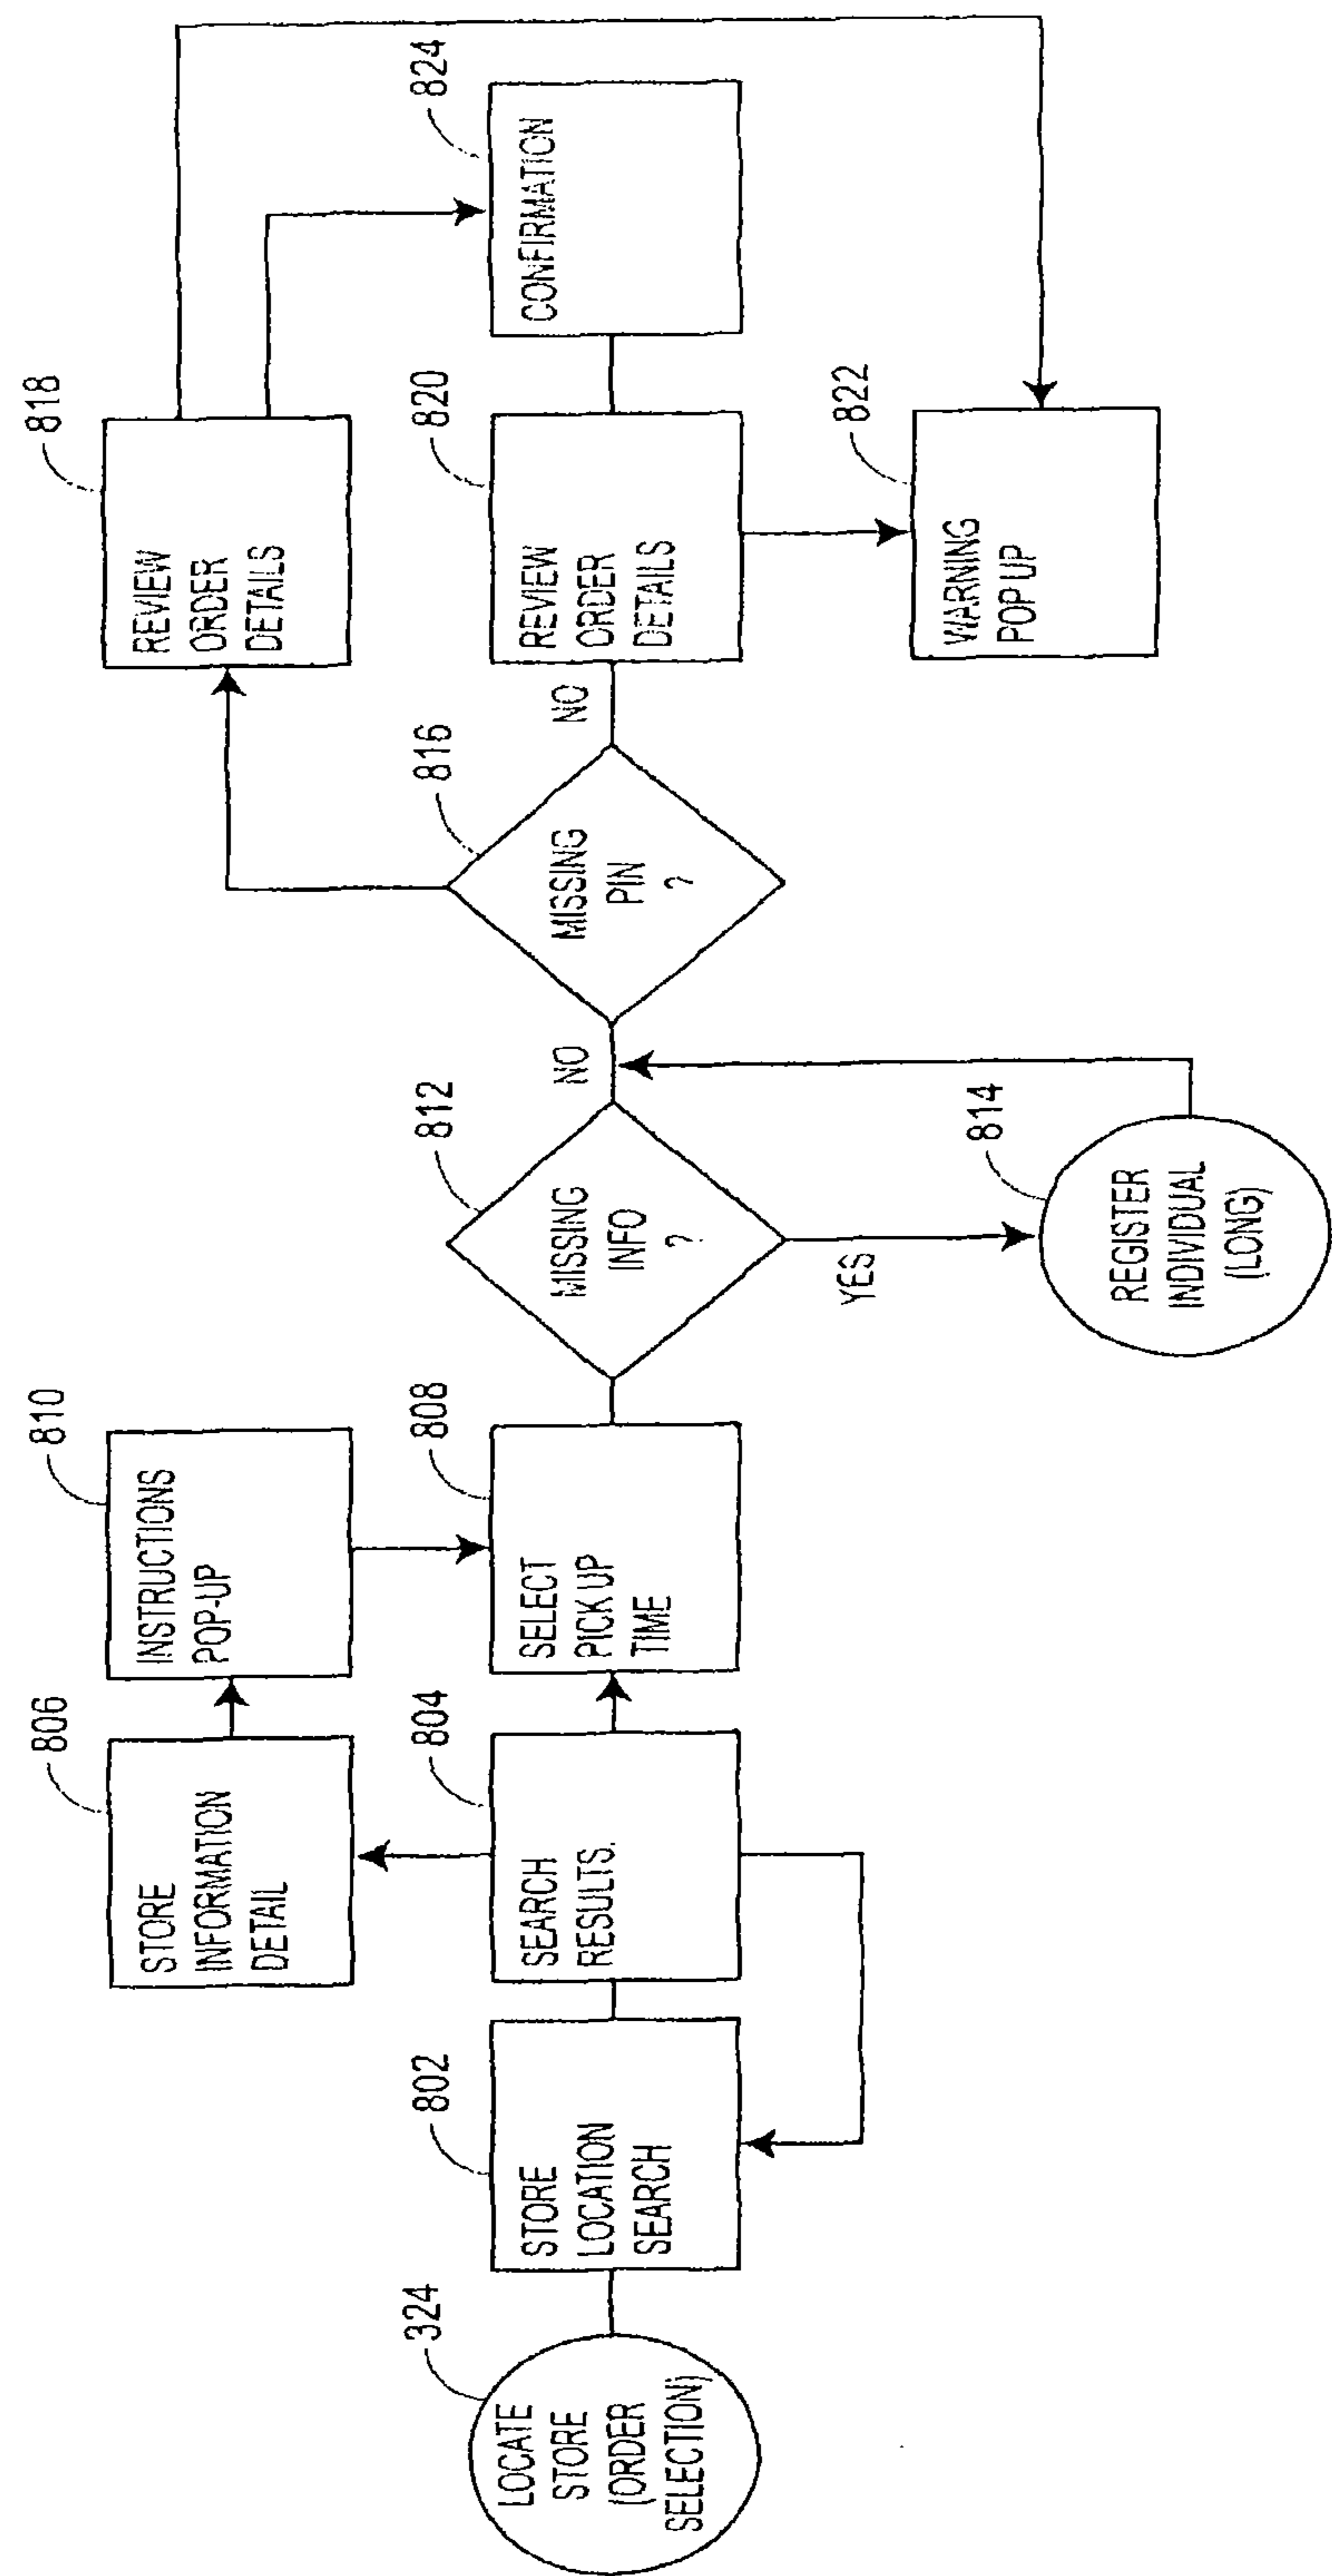 324
LOCATE
STORE
(ORDER
SELECTION)
802
STORE
LOCATION
SEARCH
804
SEARCH
RESULTS.
806
STORE
INFORMATION
DETAIL
810
INSTRUCTIONS
POP-UP
808
SELECT
PICK UP
TIME
812
MISSING
INFO
?
YES
NO
814
REGISTER
INDIVIDUAL
(LONG)
816
MISSING
PIN
?
NO
818
REVIEW
ORDER
DETAILS
820
REVIEW
ORDER
DETAILS
822
WARNING
POP UP
824
CONFIRMATION